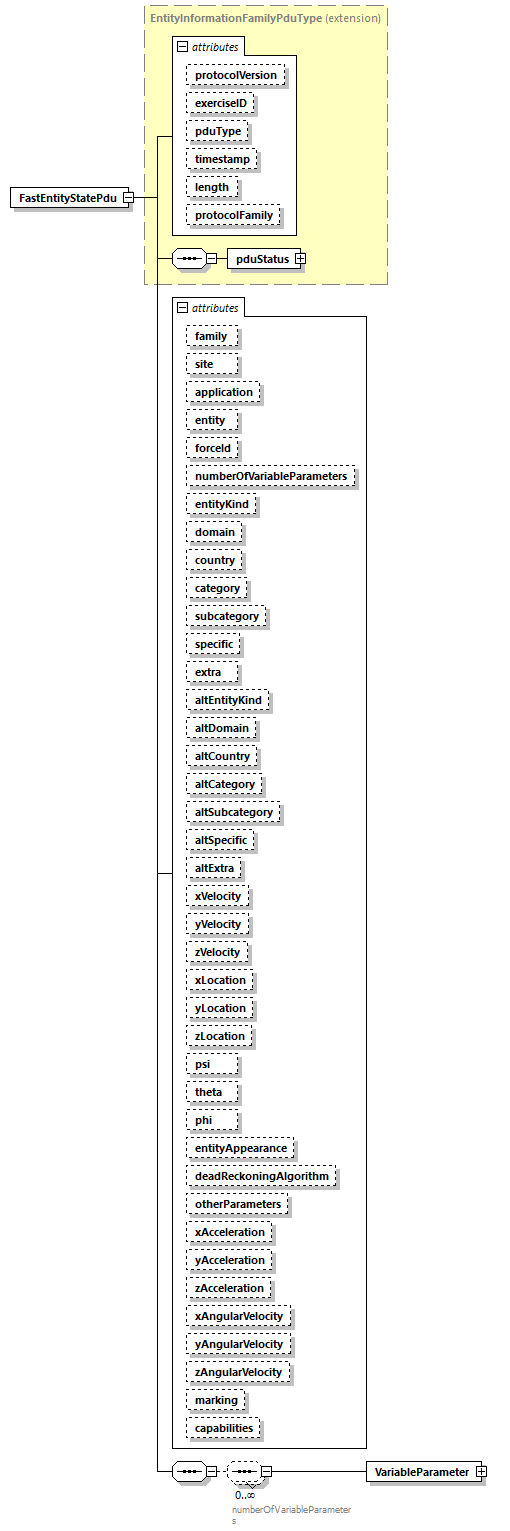 EntityInformationFamilyPduType (extension)
attributes
protocolVersion
exerciseID
pduType
timestamp
length
protocolFamily
FastEntityStatePdu
pduStatus
attributes
family
site
application
entity
forceId
numberOfVariableParameters
entityKind
domain
country
category
subcategory
specific
extra
altEntityKind
altDomain
altCountry
altCategory
altSubcategory
altSpecific
altExtra
xVelocity
yVelocity
zVelocity
xLocation
yLocation
zLocation
psi
theta
phi
entityAppearance
deadReckoningAlgorithm
otherParameters
xAcceleration
yAcceleration
zAcceleration
xAngularVelocity
yAngularVelocity
zAngularVelocity
marking
capabilities
VariableParameter
0..∞
numberOfVariableParameter
s